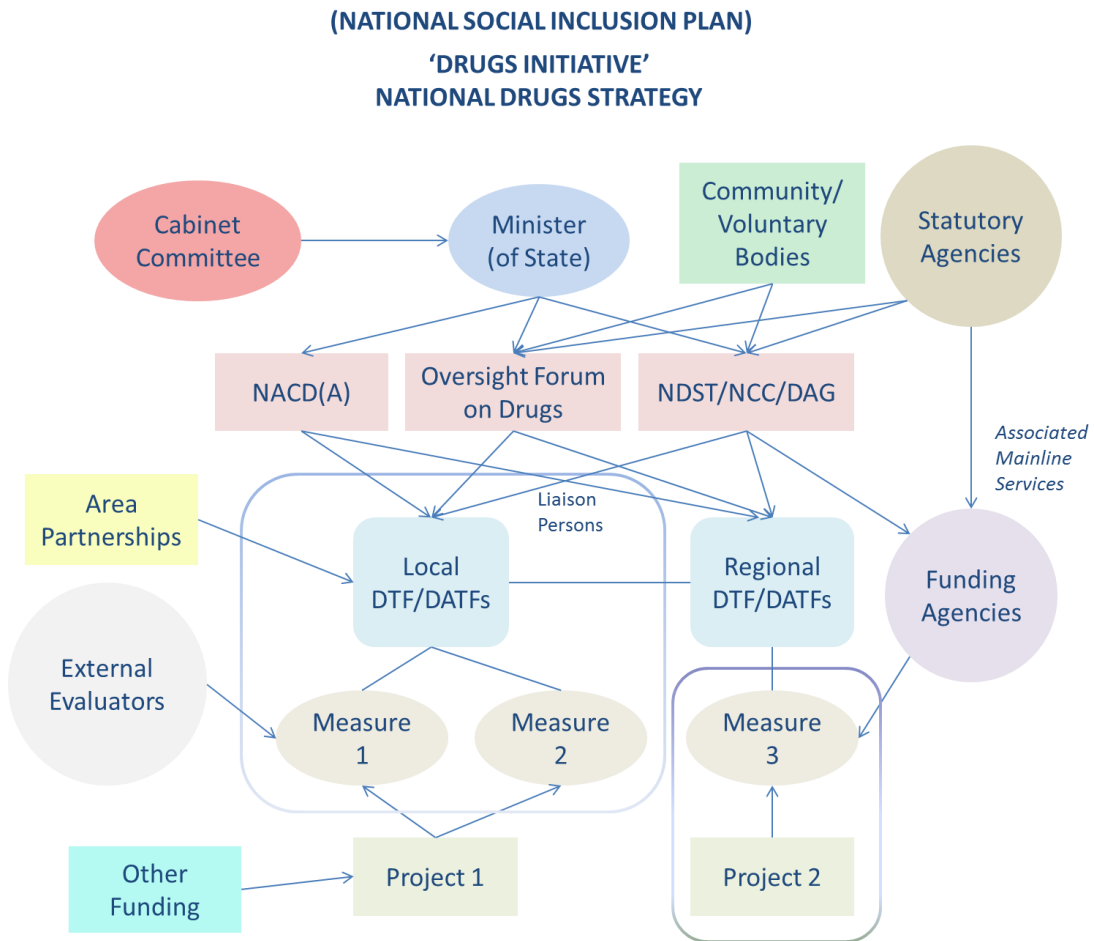 (NATIONAL SOCIAL INCLUSION PLAN)
‘DRUGS INITIATIVE’
NATIONAL DRUGS STRATEGY
Cabinet
Committee
Minister
(of State)
Community/
Voluntary
Bodies
Statutory
Agencies
NACD(A)
Oversight Forum
on Drugs
NDST/NCC/DAG
Associated
Mainline
Services
Area
Partnerships
Liaison
Persons
Local
DTF/DATFs
Regional
DTF/DATFs
Funding
Agencies
External
Evaluators
Measure
1
Measure
2
Measure
3
Other
Funding
Project 1
Project 2